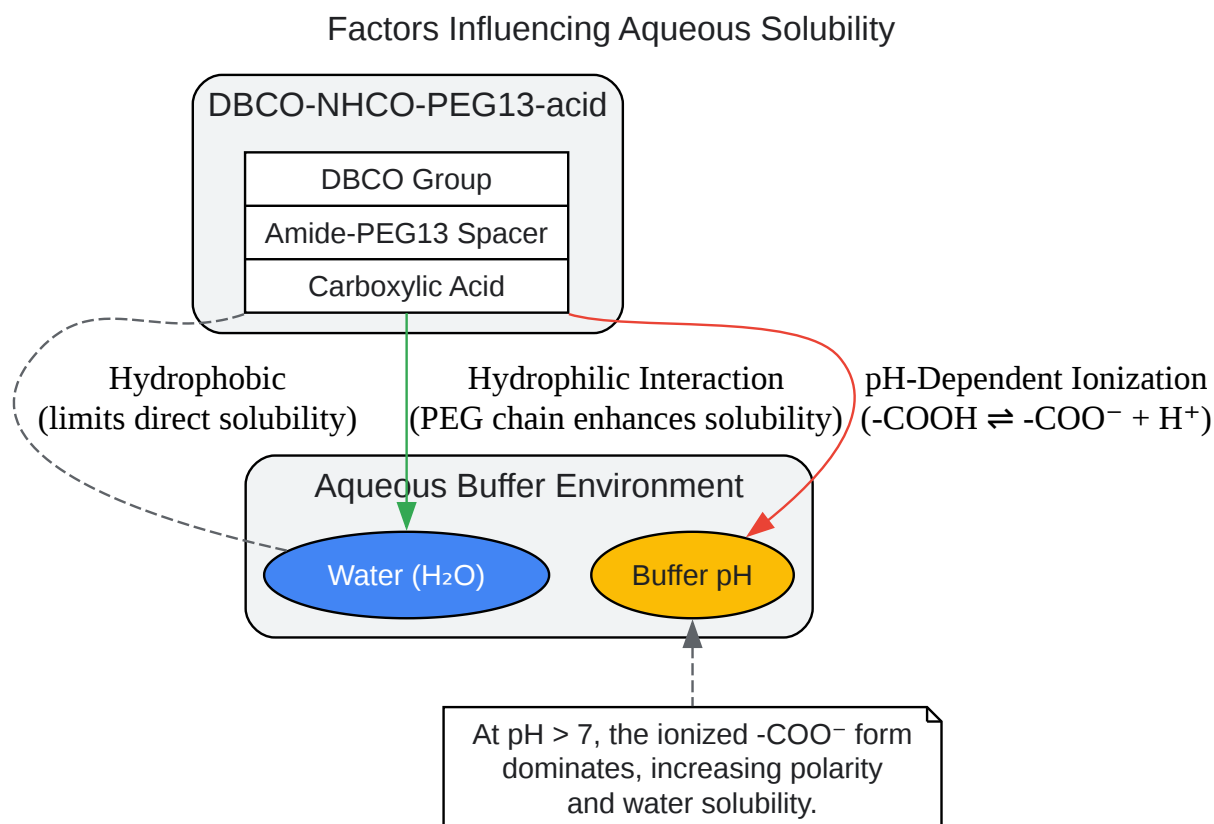 Factors Influencing Aqueous Solubility
DBCO-NHCO-PEG13-acid
DBCO Group
Amide-PEG13 Spacer
Carboxylic Acid
Hydrophobic
(limits direct solubility)
Hydrophilic Interaction
(PEG chain enhances solubility)
pH-Dependent Ionization
(-COOH ⇌ -COO⁻ + H⁺)
Aqueous Buffer Environment
Water (H₂O)
Buffer pH
At pH > 7, the ionized -COO⁻ form
dominates, increasing polarity
and water solubility.